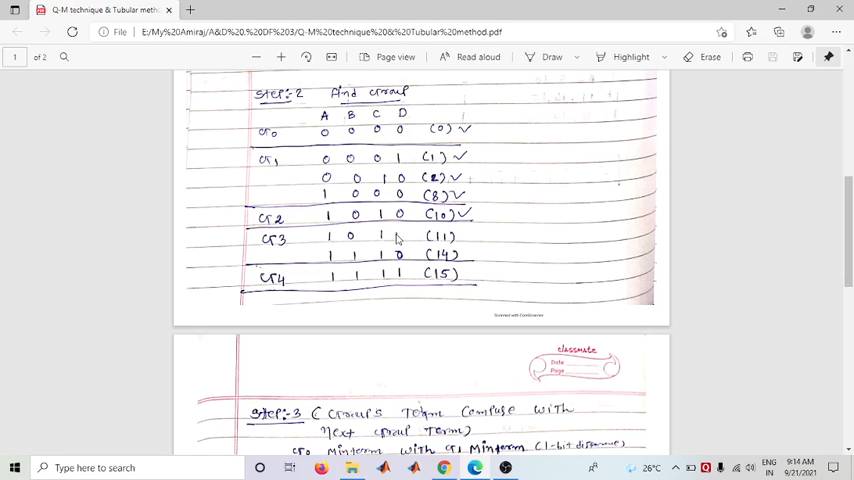 Q-M technique & Tubular metho
File
E:/My%20Amiraj/A&D.%20%20DF%203/Q-M%20technique%20&%20Tubular%20method.pdf
1 of 2
Page view
Read aloud
Draw
Highlight
Erase
Step:-2 Find Group
A B C D
G0 0 0 0 0 (0) ✓
G1 0 0 0 1 (1) ✓
0 0 1 0 (2) ✓
1 0 0 0 (8) ✓
G2 1 0 1 0 (10) ✓
G3 1 0 1 1 (11)
1 1 1 0 (14)
G4 1 1 1 1 (15)
Scanned with CamScanner
classmate
Date
Page
Step:-3 ( Group's Term Compare with
Next Group Term)
G0 Minterm with G1 Minterm (1-bit difference)
Type here to search
26°C
ENG
IN
9:14 AM
9/21/2021